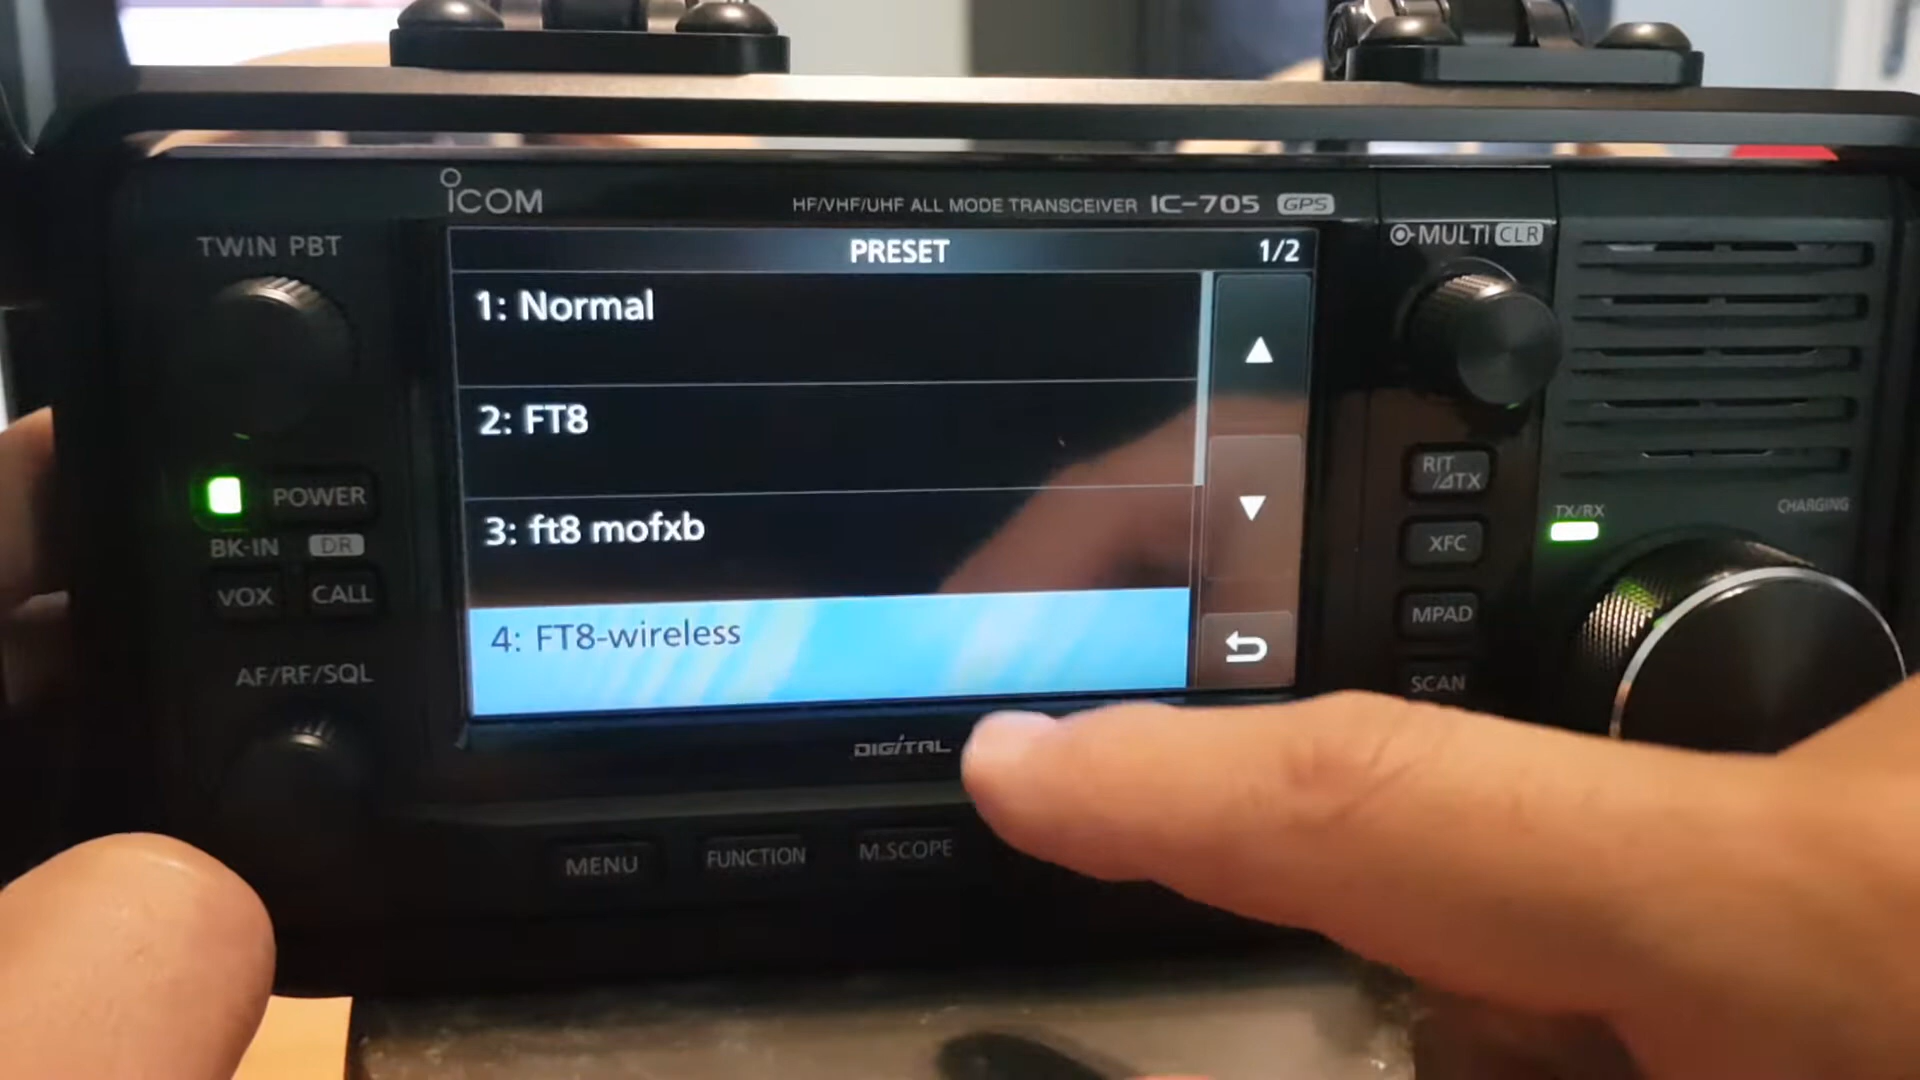 ICOM
HF/VHF/UHF ALL MODE TRANSCEIVER IC-705 GPS
TWIN PBT
PRESET 1/2
MULTI CLR
1: Normal
2: FT8
3: ft8 mofxb
4: FT8-wireless
POWER
BK-IN DR
VOX CALL
AF/RF/SQL
RIT
/ΔTX
TX/RX
CHARGING
XFC
MPAD
SCAN
DIGITAL
MENU FUNCTION M.SCOPE